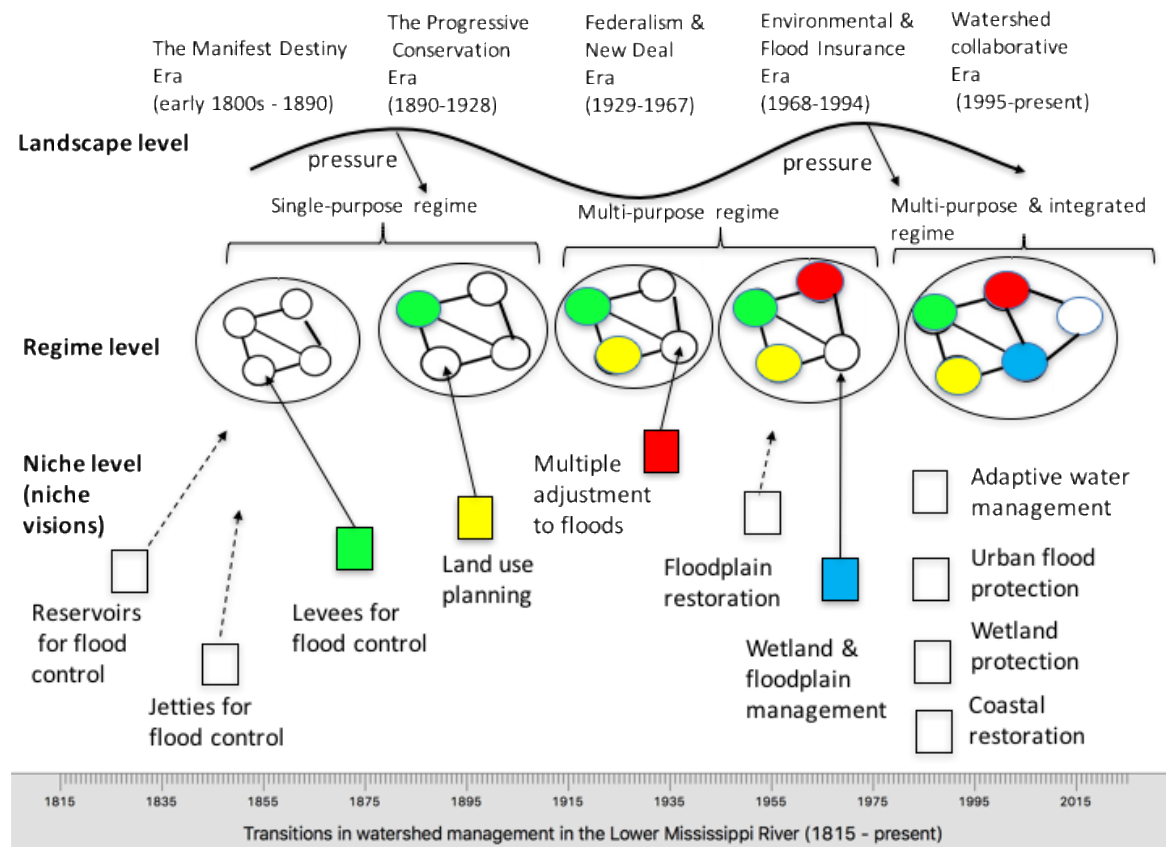 The Manifest Destiny
Era
(early 1800s - 1890)
The Progressive
Conservation
Era
(1890-1928)
Federalism &
New Deal
Era
(1929-1967)
Environmental &
Flood Insurance
Era
(1968-1994)
Watershed
collaborative
Era
(1995-present)
Landscape level
pressure
pressure
Single-purpose regime
Multi-purpose regime
Multi-purpose & integrated
regime
Regime level
Niche level
(niche
visions)
Reservoirs
for flood
control
Jetties for
flood control
Levees for
flood control
Land use
planning
Multiple
adjustment
to floods
Floodplain
restoration
Wetland &
floodplain
management
Adaptive water
management
Urban flood
protection
Wetland
protection
Coastal
restoration
1815 1835 1855 1875 1895 1915 1935 1955 1975 1995 2015
Transitions in watershed management in the Lower Mississippi River (1815 - present)